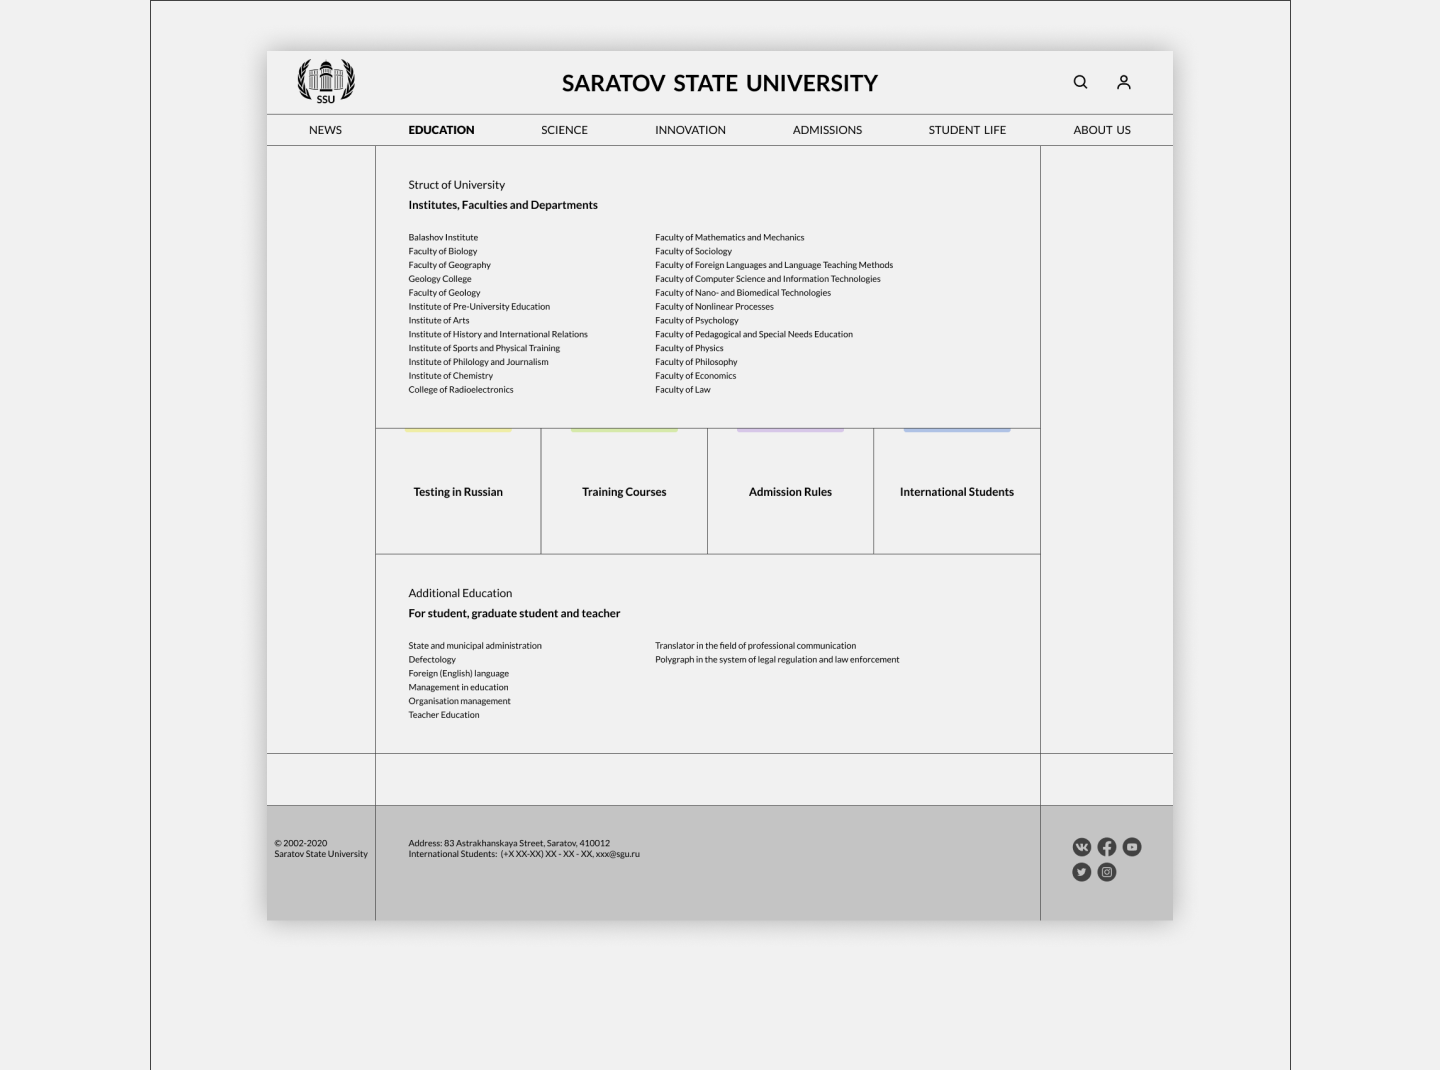 SSU
SARATOV STATE UNIVERSITY
NEWS
EDUCATION
SCIENCE
INNOVATION
ADMISSIONS
STUDENT LIFE
ABOUT US
Struct of University
Institutes, Faculties and Departments
Balashov Institute
Faculty of Biology
Faculty of Geography
Geology College
Faculty of Geology
Institute of Pre-University Education
Institute of Arts
Institute of History and International Relations
Institute of Sports and Physical Training
Institute of Philology and Journalism
Institute of Chemistry
College of Radioelectronics
Faculty of Mathematics and Mechanics
Faculty of Sociology
Faculty of Foreign Languages and Language Teaching Methods
Faculty of Computer Science and Information Technologies
Faculty of Nano- and Biomedical Technologies
Faculty of Nonlinear Processes
Faculty of Psychology
Faculty of Pedagogical and Special Needs Education
Faculty of Physics
Faculty of Philosophy
Faculty of Economics
Faculty of Law
Testing in Russian
Training Courses
Admission Rules
International Students
Additional Education
For student, graduate student and teacher
State and municipal administration
Defectology
Foreign (English) language
Management in education
Organisation management
Teacher Education
Translator in the field of professional communication
Polygraph in the system of legal regulation and law enforcement
© 2002-2020
Saratov State University
Address: 83 Astrakhanskaya Street, Saratov, 410012
International Students: (+X XX-XX) XX - XX - XX, xxx@sgu.ru